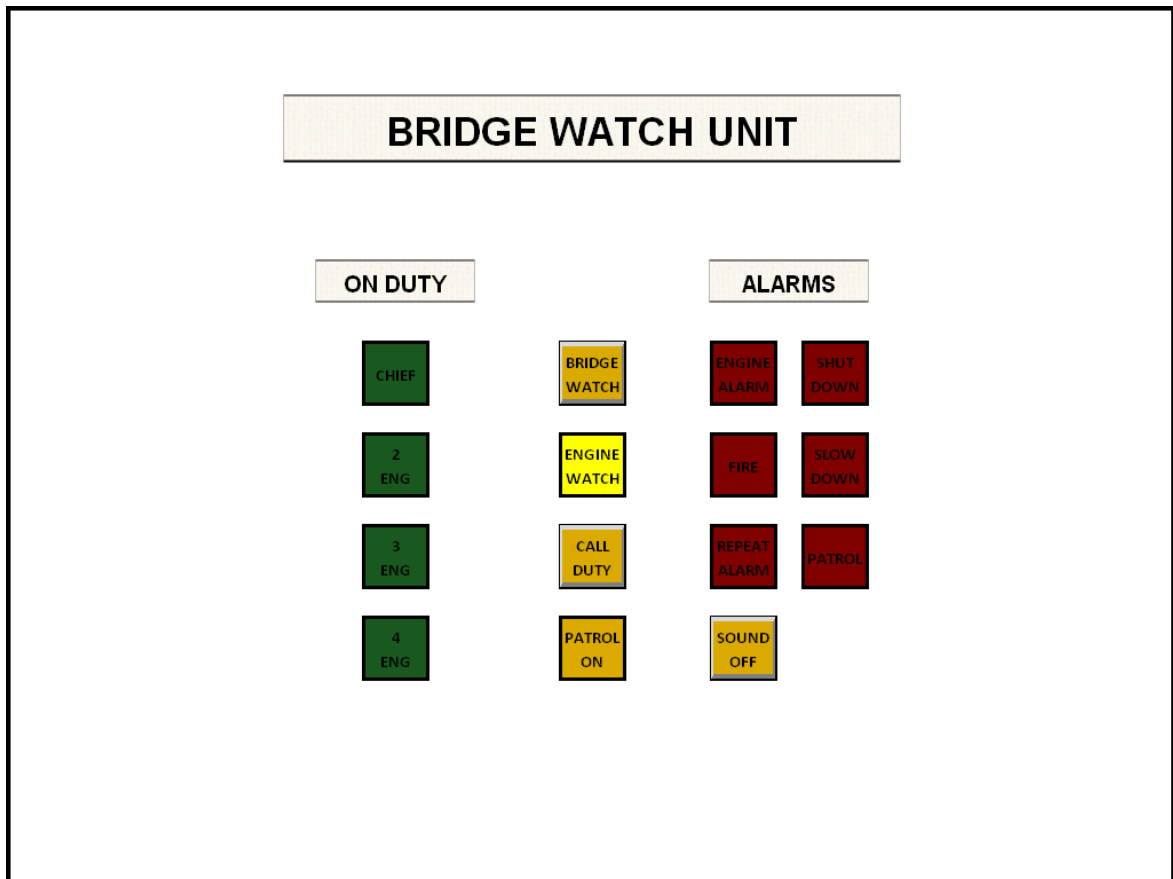 BRIDGE WATCH UNIT
ON DUTY
ALARMS
CHIEF
BRIDGE
WATCH
ENGINE
ALARM
SHUT
DOWN
2
ENG
ENGINE
WATCH
FIRE
SLOW
DOWN
3
ENG
CALL
DUTY
REPEAT
ALARM
PATROL
4
ENG
PATROL
ON
SOUND
OFF